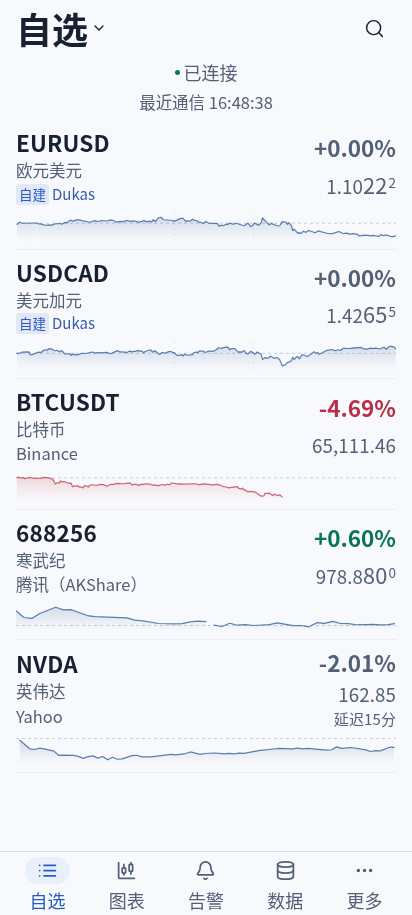 自选
已连接
最近通信 16:48:38
EURUSD
+0.00%
欧元美元
1.10222
自建 Dukas
USDCAD
+0.00%
美元加元
1.42655
自建 Dukas
BTCUSDT
-4.69%
比特币
65,111.46
Binance
688256
+0.60%
寒武纪
978.8800
腾讯（AKShare）
NVDA
-2.01%
英伟达
162.85
Yahoo
延迟15分
自选
图表
告警
数据
更多